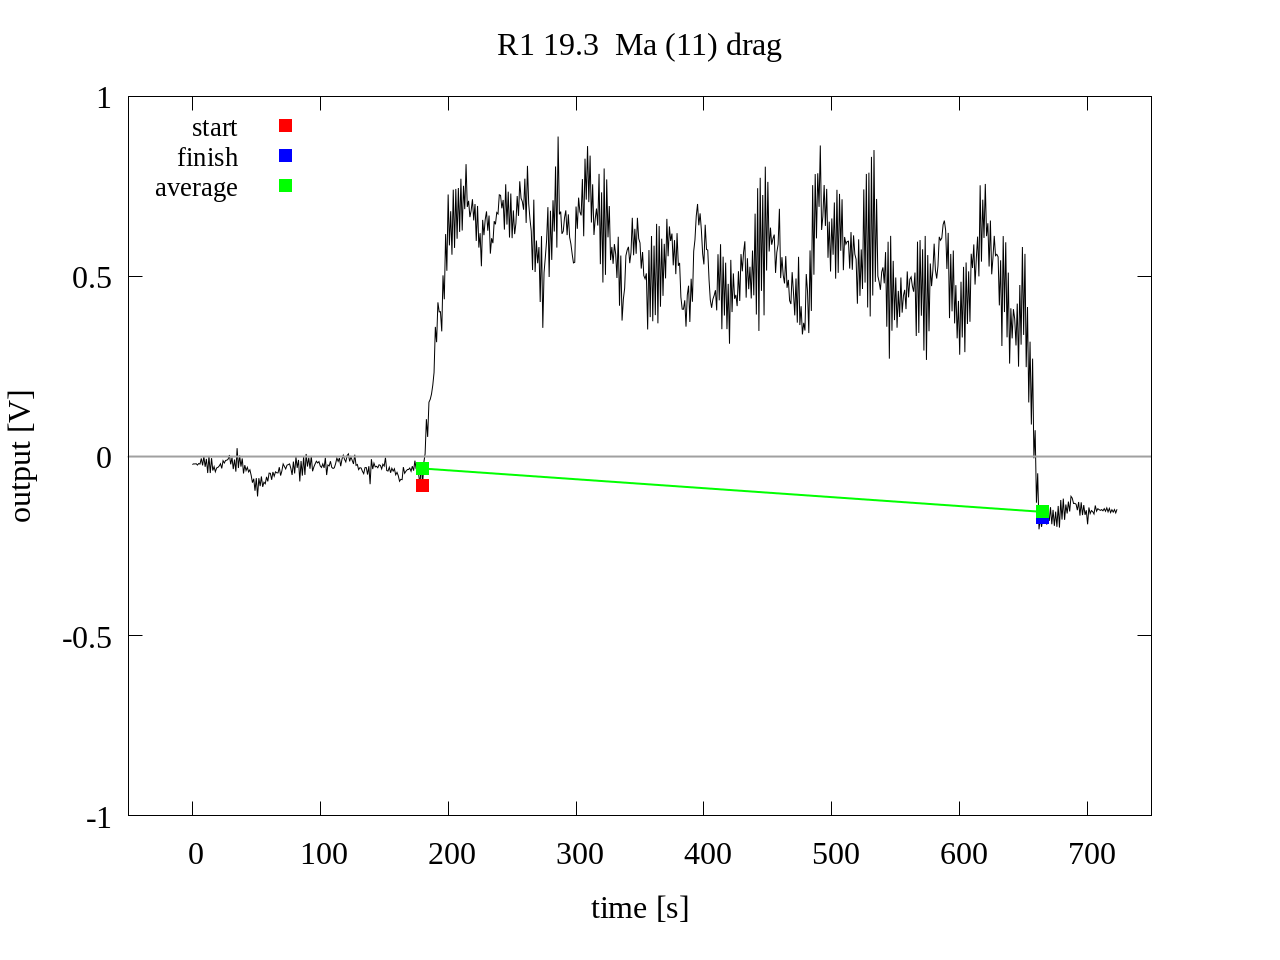 R1 19.3  Ma (11) drag
start
finish
average
1
0.5
0
-0.5
-1
output [V]
0 100 200 300 400 500 600 700
time [s]